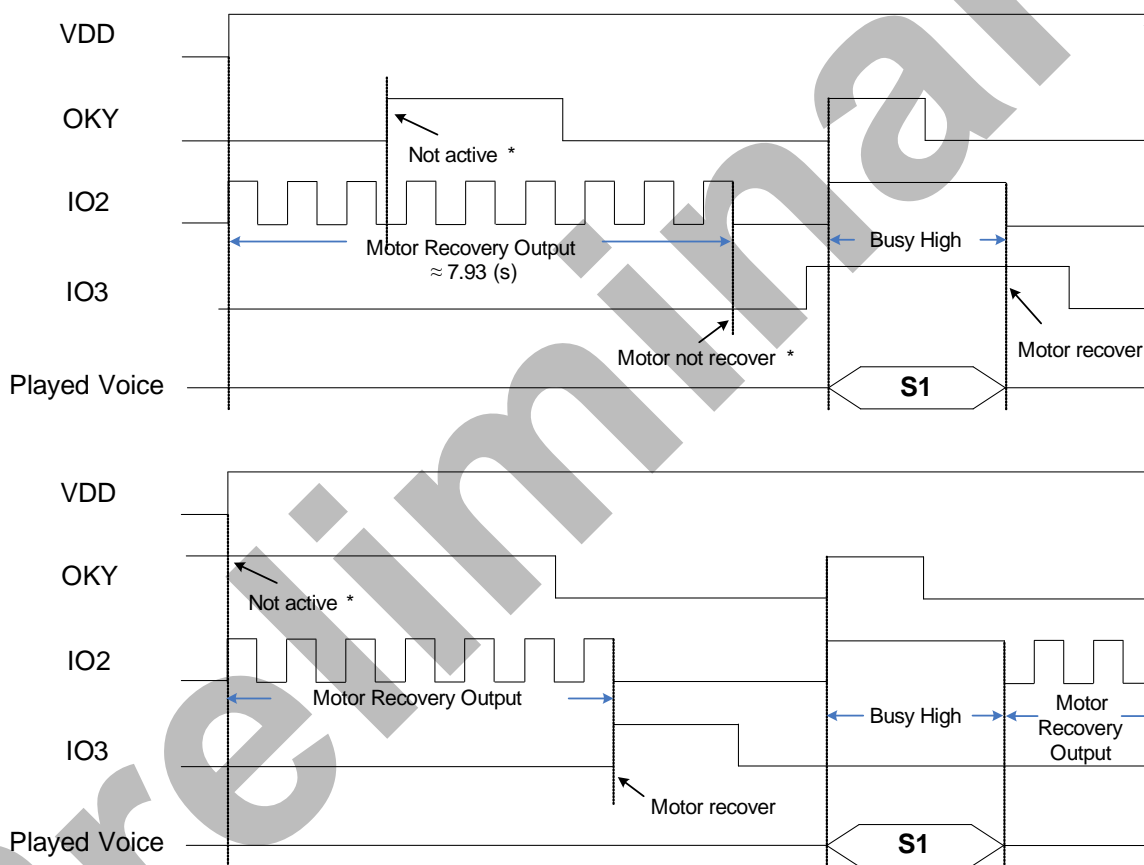 VDD
OKY
Not active *
IO2
Motor Recovery Output
≈ 7.93 (s)
Busy High
IO3
Motor not recover *
Motor recover
Played Voice
S1
VDD
OKY
Not active *
IO2
Motor Recovery Output
Busy High
Motor
Recovery
Output
IO3
Motor recover
Played Voice
S1